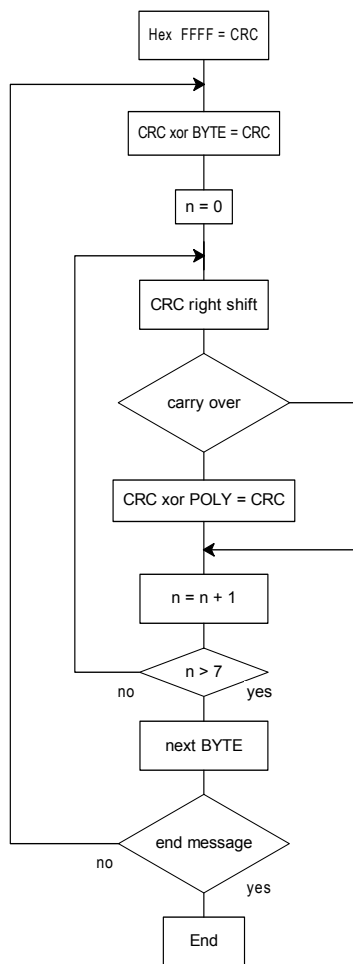 Hex FFFF = CRC
CRC xor BYTE = CRC
n = 0
CRC right shift
carry over
CRC xor POLY = CRC
n = n + 1
n > 7
no yes
next BYTE
end message
no
yes
End